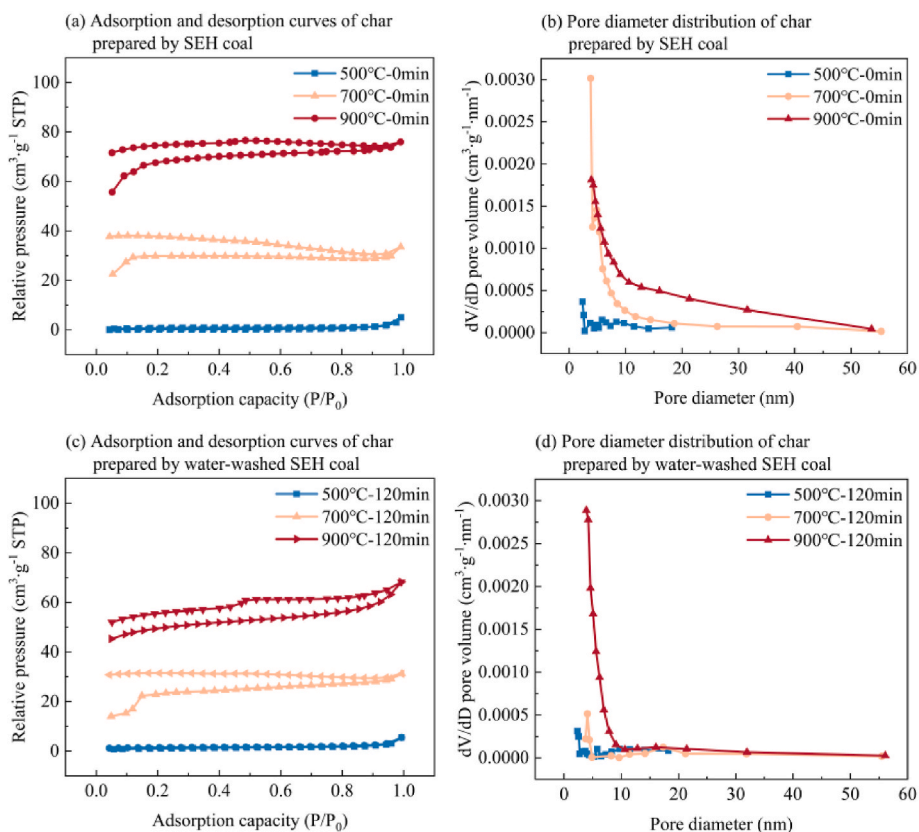 (a) Adsorption and desorption curves of char
prepared by SEH coal
100
80
60
40
20
0
Relative pressure (cm³·g⁻¹ STP)
500℃-0min
700℃-0min
900℃-0min
0.0 0.2 0.4 0.6 0.8 1.0
Adsorption capacity (P/P₀)
(b) Pore diameter distribution of char
prepared by SEH coal
0.0030
0.0025
0.0020
0.0015
0.0010
0.0005
0.0000
dV/dD pore volume (cm³·g⁻¹·nm⁻¹)
500℃-0min
700℃-0min
900℃-0min
0 10 20 30 40 50 60
Pore diameter (nm)
(c) Adsorption and desorption curves of char
prepared by water-washed SEH coal
100
80
60
40
20
0
Relative pressure (cm³·g⁻¹ STP)
500℃-120min
700℃-120min
900℃-120min
0.0 0.2 0.4 0.6 0.8 1.0
Adsorption capacity (P/P₀)
(d) Pore diameter distribution of char
prepared by water-washed SEH coal
0.0030
0.0025
0.0020
0.0015
0.0010
0.0005
0.0000
dV/dD pore volume (cm³·g⁻¹·nm⁻¹)
500℃-120min
700℃-120min
900℃-120min
0 10 20 30 40 50 60
Pore diameter (nm)